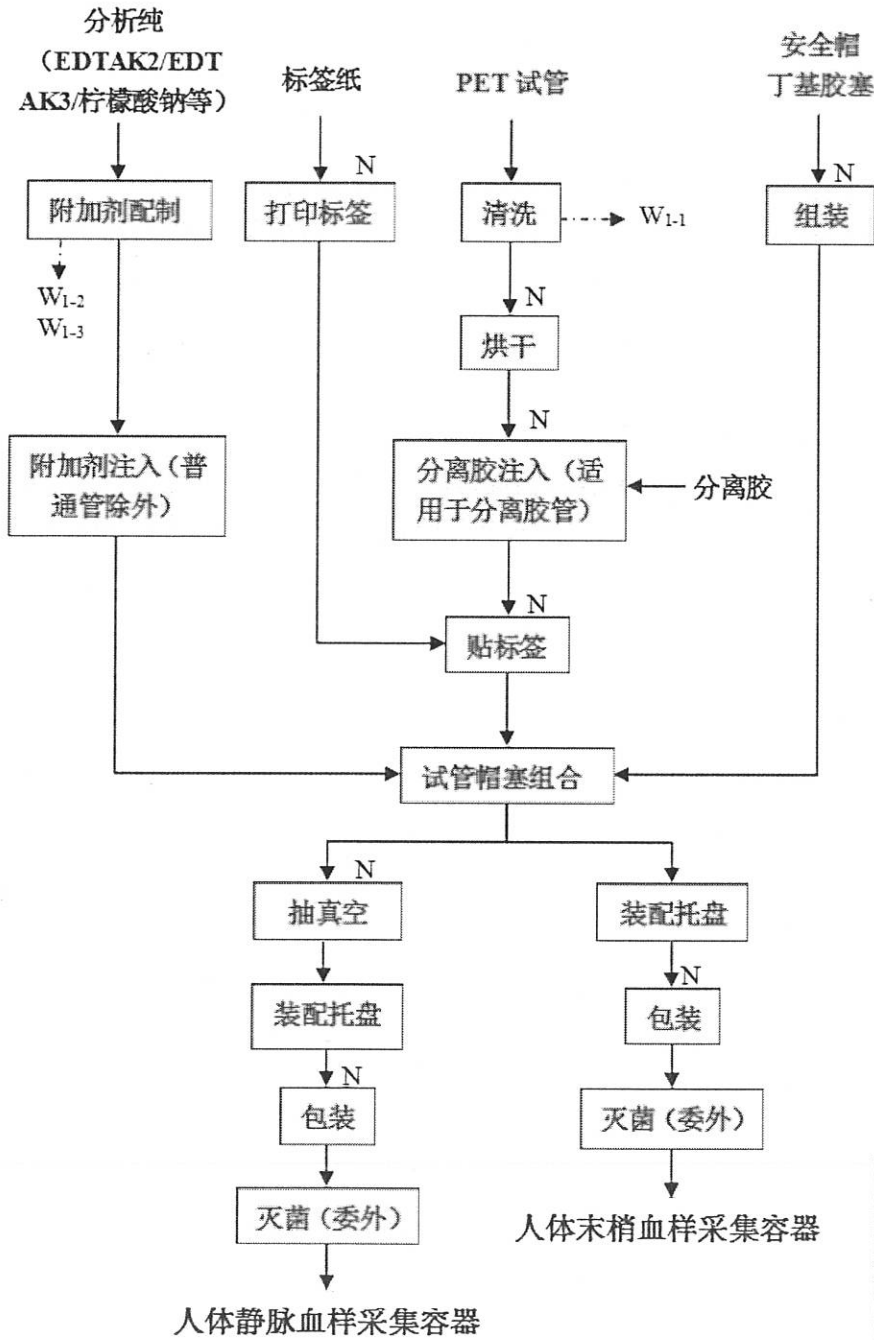 分析纯
（EDTAK2/EDT
AK3/柠檬酸钠等）
标签纸
PET 试管
安全帽
丁基胶塞
N
N
附加剂配制
打印标签
清洗
W1-1
组装
W1-2
W1-3
N
烘干
N
附加剂注入（普
通管除外）
分离胶注入（适
用于分离胶管）
分离胶
N
贴标签
试管帽塞组合
N
抽真空
装配托盘
N
装配托盘
包装
N
包装
灭菌（委外）
灭菌（委外）
人体末梢血样采集容器
人体静脉血样采集容器